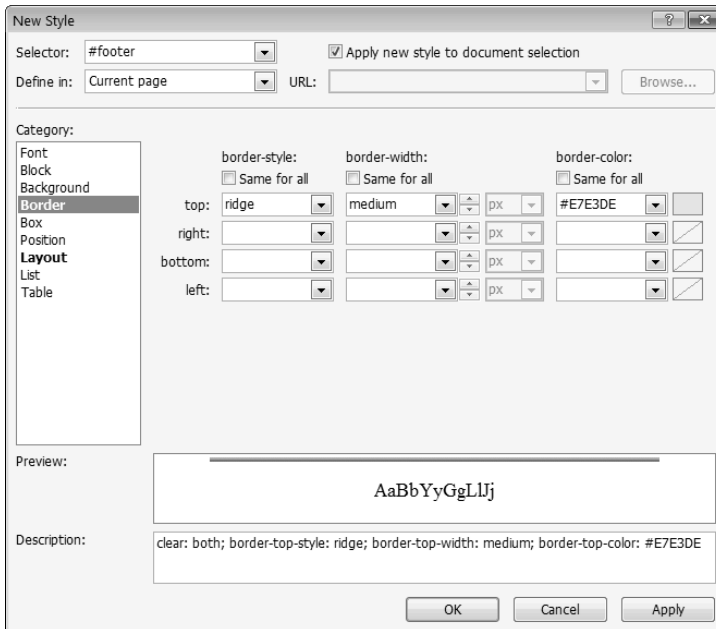 New Style
Selector: #footer Apply new style to document selection
Define in: Current page URL: Browse...
Category:
Font
Block
Background
Border
Box
Position
Layout
List
Table
border-style: border-width: border-color:
Same for all Same for all Same for all
top: ridge medium px #E7E3DE
right: px
bottom: px
left: px
Preview:
AaBbYyGgLlJj
Description: clear: both; border-top-style: ridge; border-top-width: medium; border-top-color: #E7E3DE
OK Cancel Apply